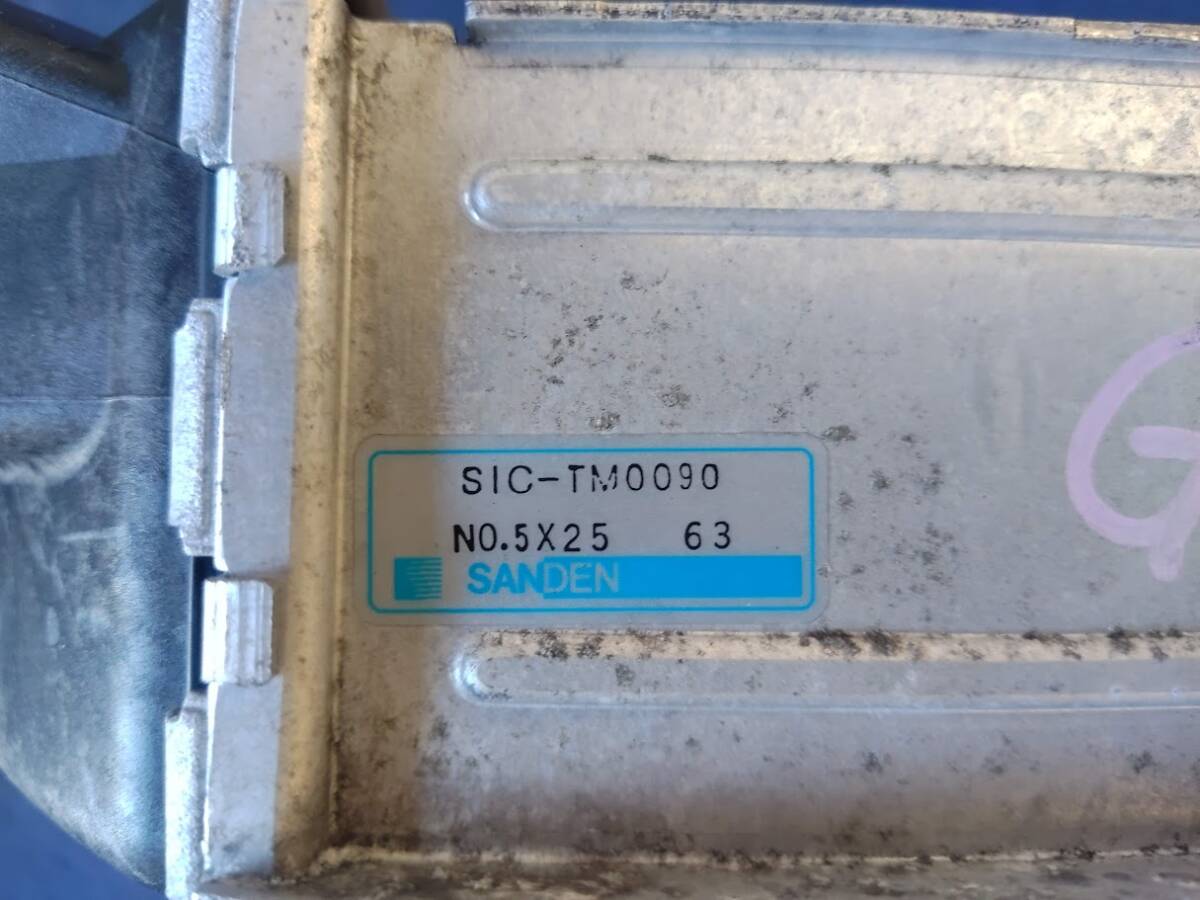 SIC-TM0090
NO.5X25 63
SANDEN
G